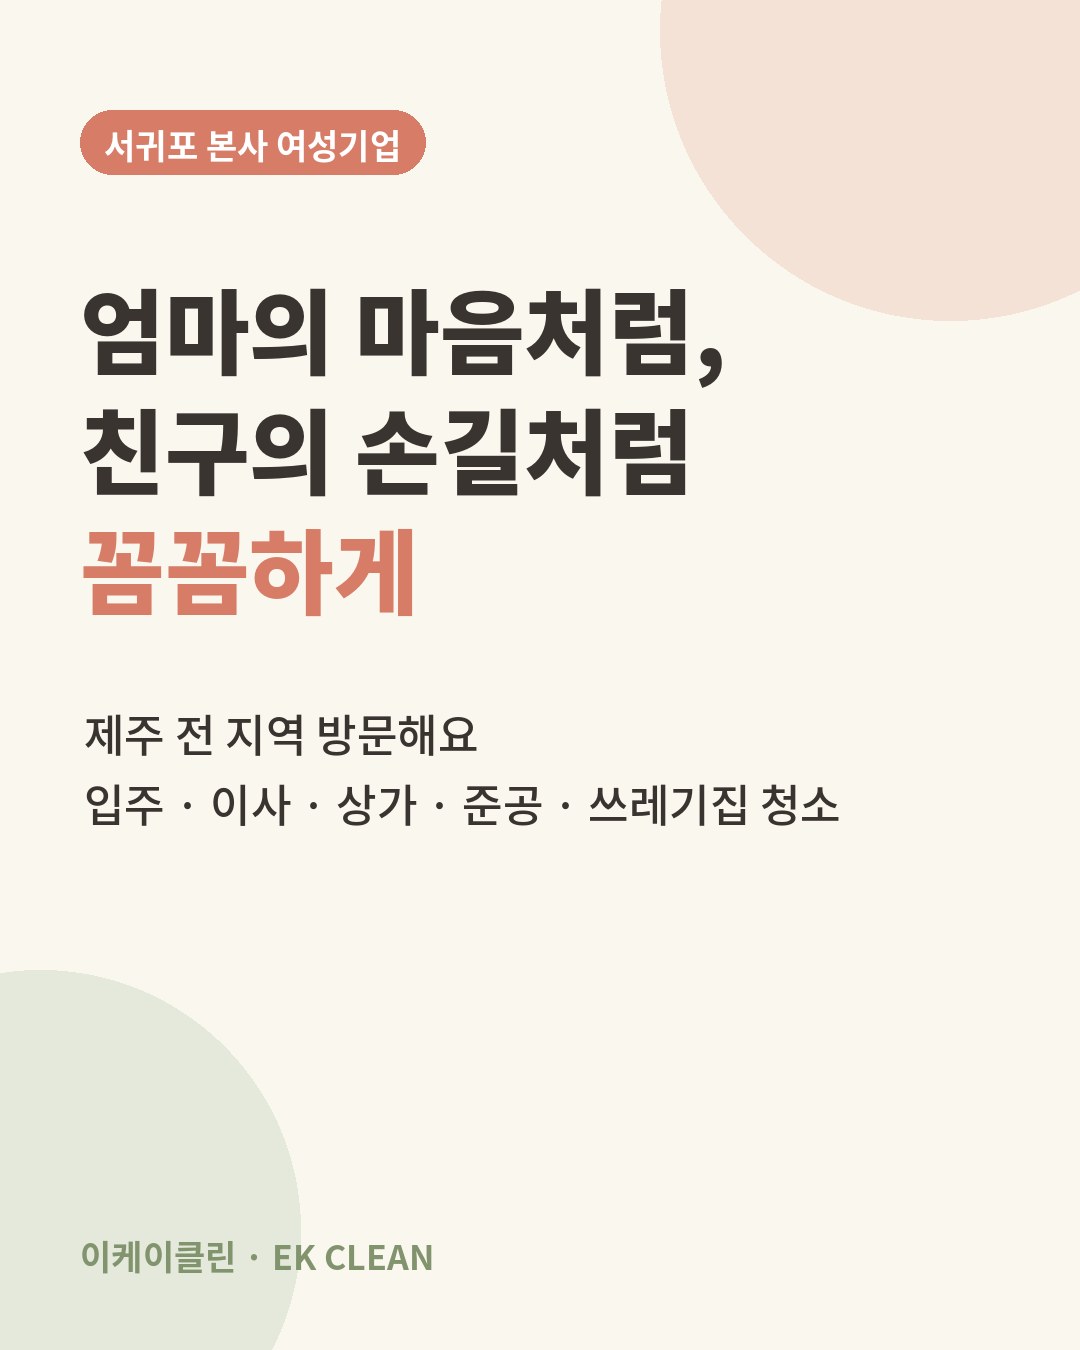 서귀포 본사 여성기업
엄마의 마음처럼,
친구의 손길처럼
꼼꼼하게
제주 전 지역 방문해요
입주 · 이사 · 상가 · 준공 · 쓰레기집 청소
이케이클린 · EK CLEAN